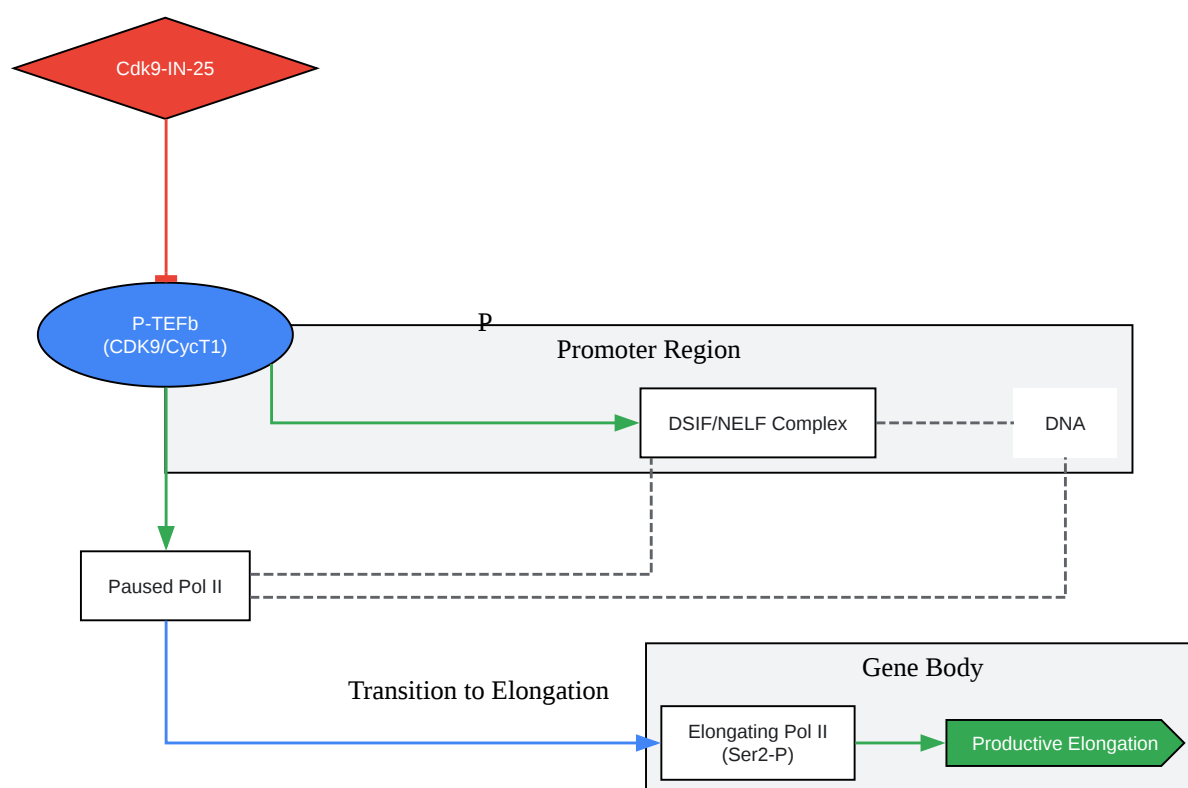 Cdk9-IN-25
P-TEFb
(CDK9/CycT1)
P
Promoter Region
DSIF/NELF Complex
DNA
Paused Pol II
Transition to Elongation
Gene Body
Elongating Pol II
(Ser2-P)
Productive Elongation